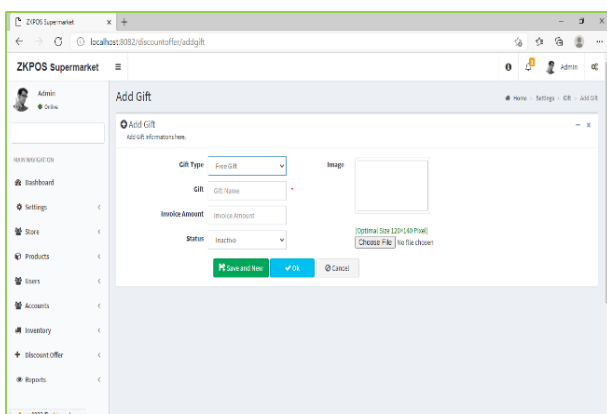 ZKPOS Supermarket
localhost:8082/discountoffer/addgift
ZKPOS Supermarket
0
Admin
Admin
Online
Add Gift
Home
Settings
Gift
Add Gift
Add Gift
Add Gift informations here.
MAIN NAVIGATION
Dashboard
Settings
Store
Products
Users
Accounts
Inventory
Discount Offer
Reports
Gift Type
Free Gift
Gift
Gift Name
*
Invoice Amount
Invoice Amount
Status
Inactive
Image
(Optimal Size 120×140 Pixel)
Choose File No file chosen
Save and New
Ok
Cancel